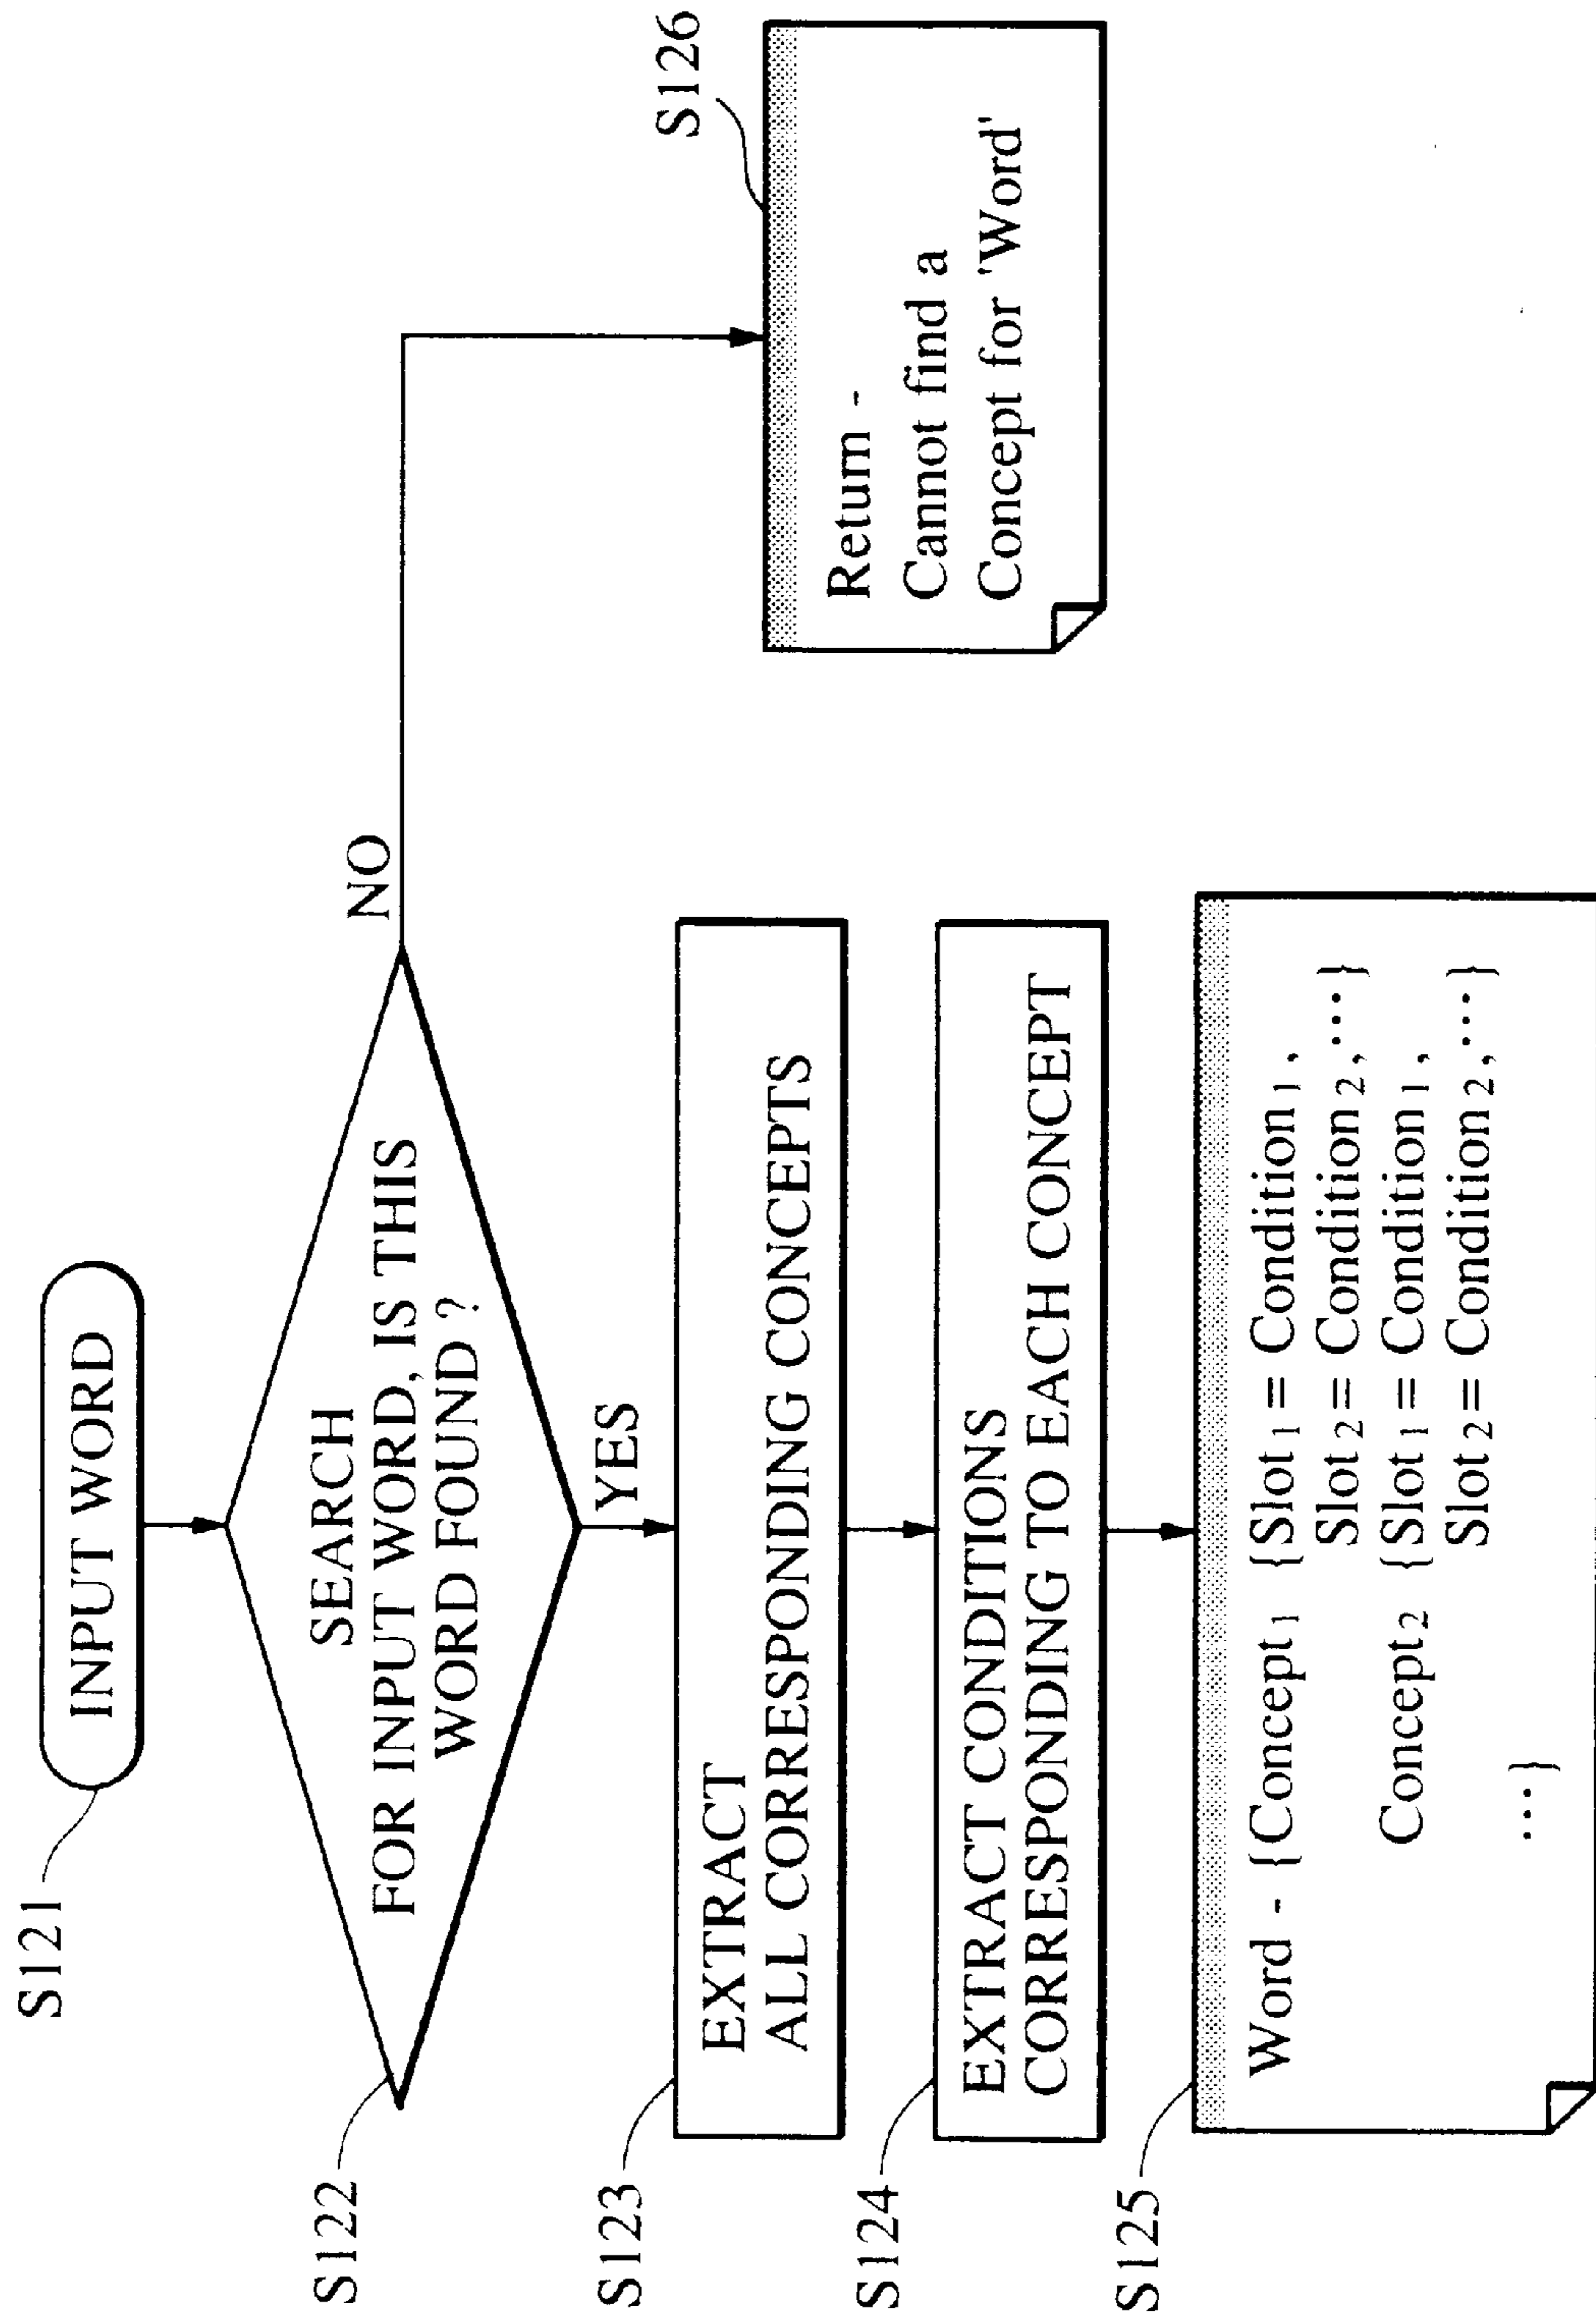 S121
INPUT WORD
S122
SEARCH
FOR INPUT WORD, IS THIS
WORD FOUND ?
NO
YES
S123
EXTRACT
ALL CORRESPONDING CONCEPTS
S124
EXTRACT CONDITIONS
CORRESPONDING TO EACH CONCEPT
S125
Word - {Concept₁ {Slot₁ = Condition₁,
Slot₂ = Condition₂, ···}
Concept₂ {Slot₁ = Condition₁,
Slot₂ = Condition₂, ···}
···}
S126
Return -
Cannot find a
Concept for 'Word'